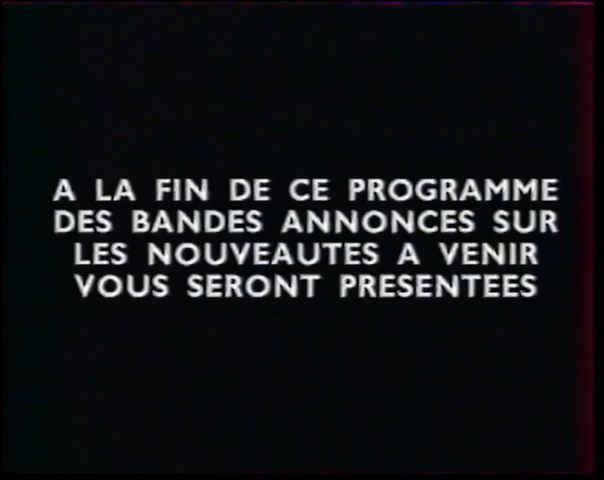 A LA FIN DE CE PROGRAMME
DES BANDES ANNONCES SUR
LES NOUVEAUTES A VENIR
VOUS SERONT PRESENTEES